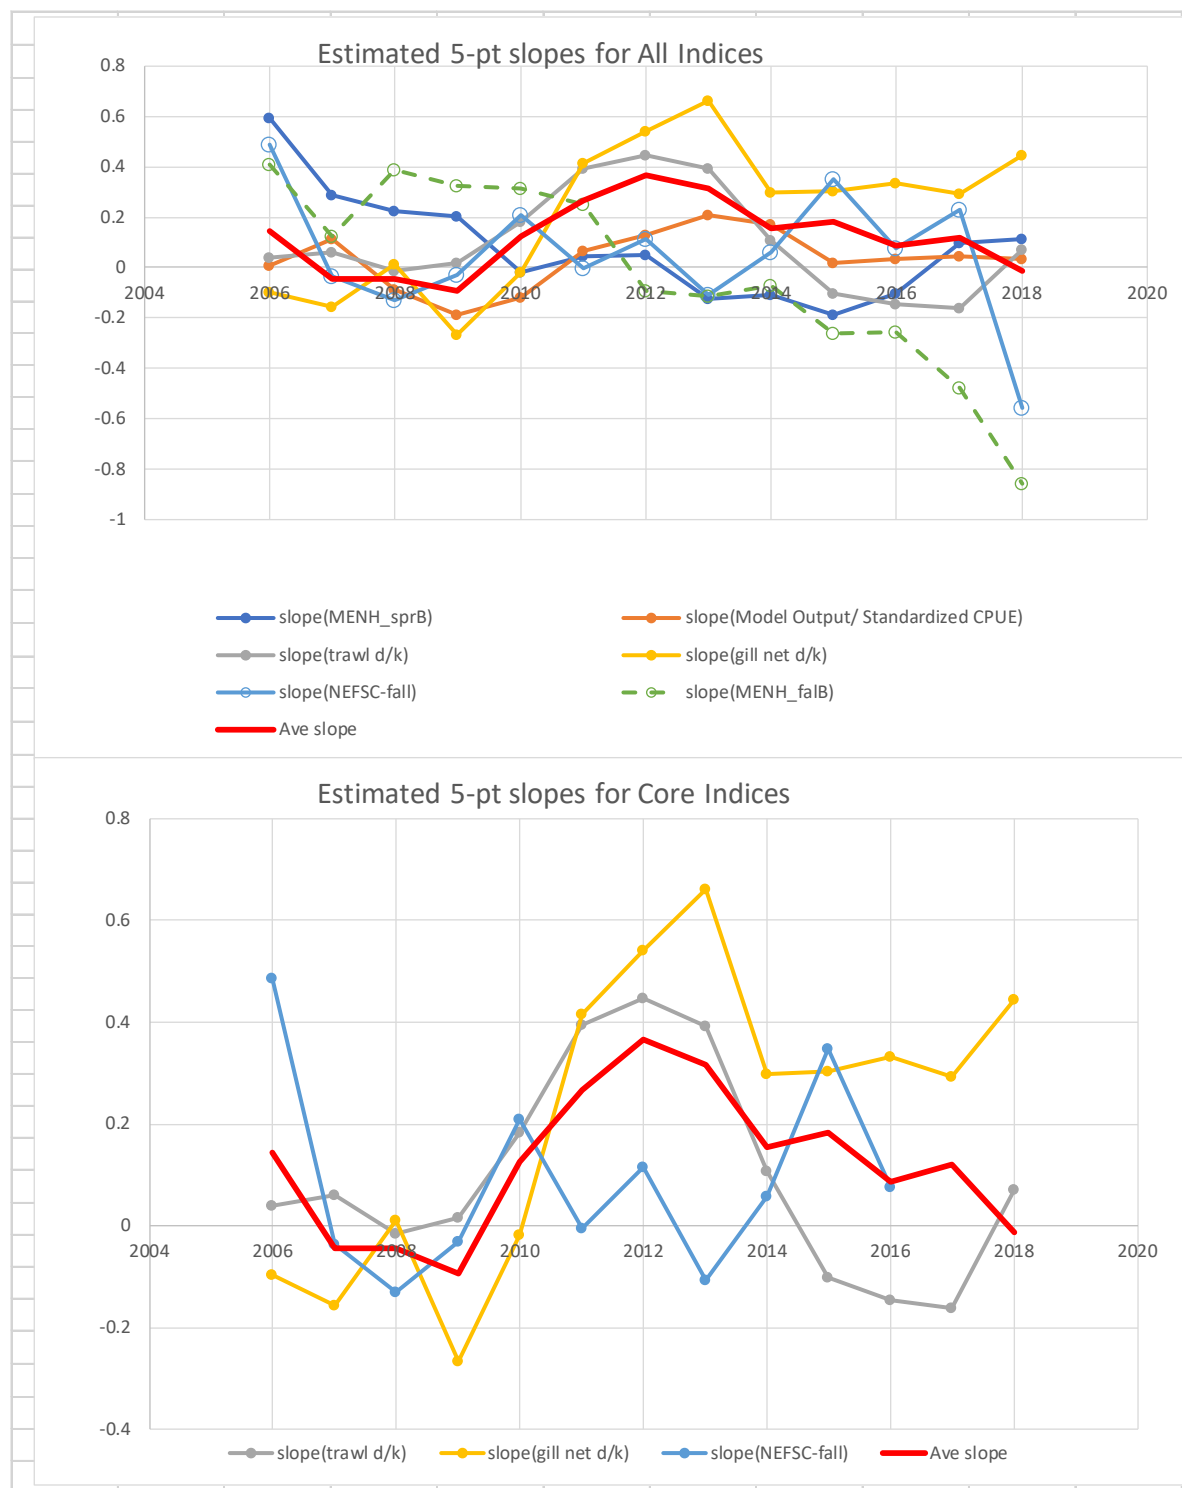 Estimated 5-pt slopes for All Indices
0.8
0.6
0.4
0.2
0
2004 2006 2008 2010 2012 2014 2016 2018 2020
-0.2
-0.4
-0.6
-0.8
-1
slope(MENH_sprB) slope(Model Output/ Standardized CPUE)
slope(trawl d/k) slope(gill net d/k)
slope(NEFSC-fall) slope(MENH_falB)
Ave slope
Estimated 5-pt slopes for Core Indices
0.8
0.6
0.4
0.2
0
2004 2006 2008 2010 2012 2014 2016 2018 2020
-0.2
-0.4
slope(trawl d/k) slope(gill net d/k) slope(NEFSC-fall) Ave slope